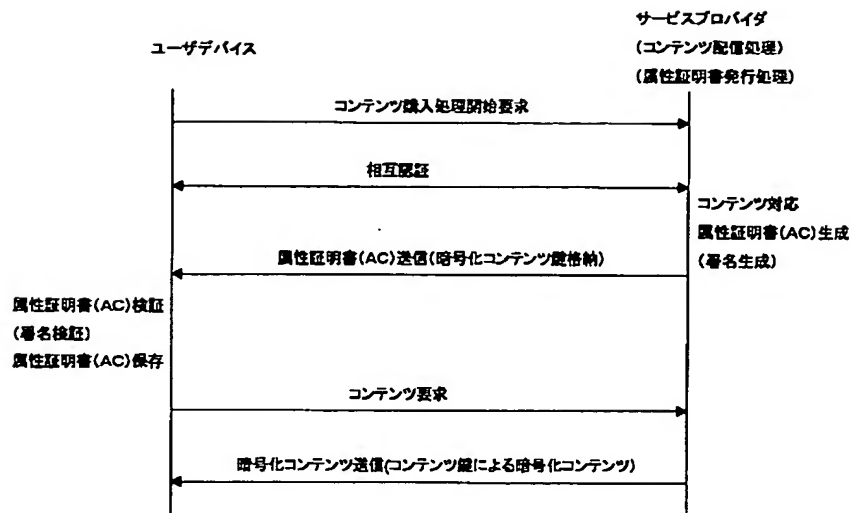 サービスプロバイダ
ユーザデバイス
(コンテンツ配信処理)
(属性証明書発行処理)
コンテンツ購入処理開始要求
相互認証
コンテンツ対応
属性証明書(AC)生成
(署名生成)
属性証明書(AC)送信(暗号化コンテンツ鍵格納)
属性証明書(AC)検証
(署名検証)
属性証明書(AC)保存
コンテンツ要求
暗号化コンテンツ送信(コンテンツ鍵による暗号化コンテンツ)